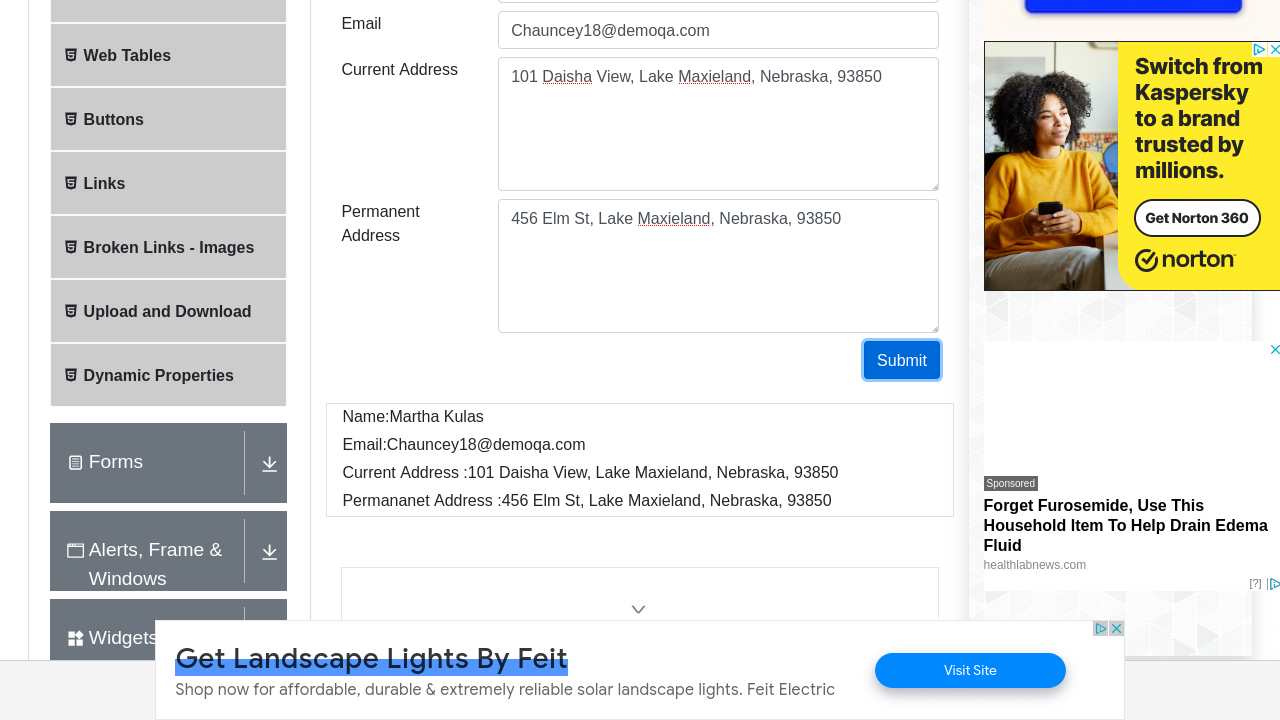 Web Tables
Buttons
Links
Broken Links - Images
Upload and Download
Dynamic Properties
Forms
Alerts, Frame &
Windows
Widgets
Email
Chauncey18@demoqa.com
Current Address
101 Daisha View, Lake Maxieland, Nebraska, 93850
Permanent
Address
456 Elm St, Lake Maxieland, Nebraska, 93850
Submit
Name:Martha Kulas
Email:Chauncey18@demoqa.com
Current Address :101 Daisha View, Lake Maxieland, Nebraska, 93850
Permananet Address :456 Elm St, Lake Maxieland, Nebraska, 93850
Switch from
Kaspersky
to a brand
trusted by
millions.
Get Norton 360
norton
Sponsored
Forget Furosemide, Use This
Household Item To Help Drain Edema
Fluid
healthlabnews.com
[?]
Get Landscape Lights By Feit
Shop now for affordable, durable & extremely reliable solar landscape lights. Feit Electric
Visit Site